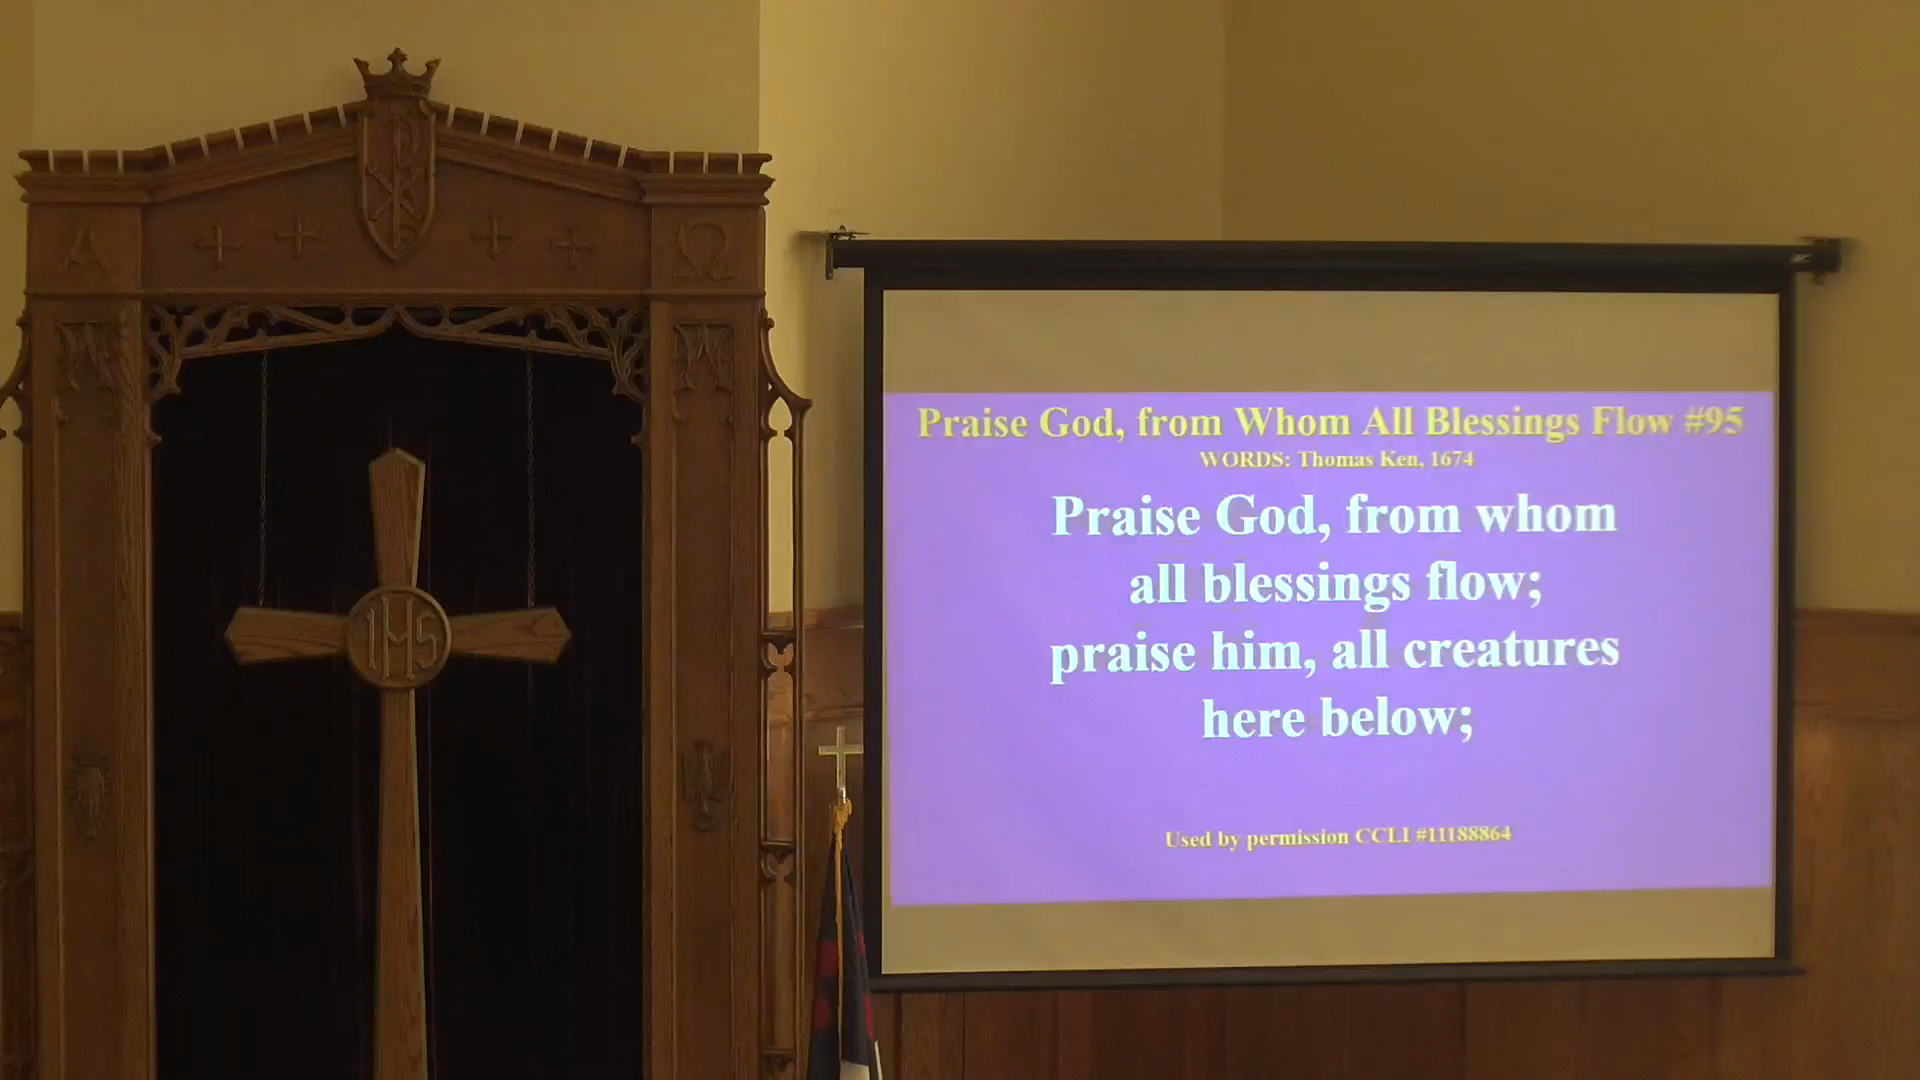 A
Ω
IHS
Praise God, from Whom All Blessings Flow #95
WORDS: Thomas Ken, 1674
Praise God, from whom
all blessings flow;
praise him, all creatures
here below;
Used by permission CCLI #11188864